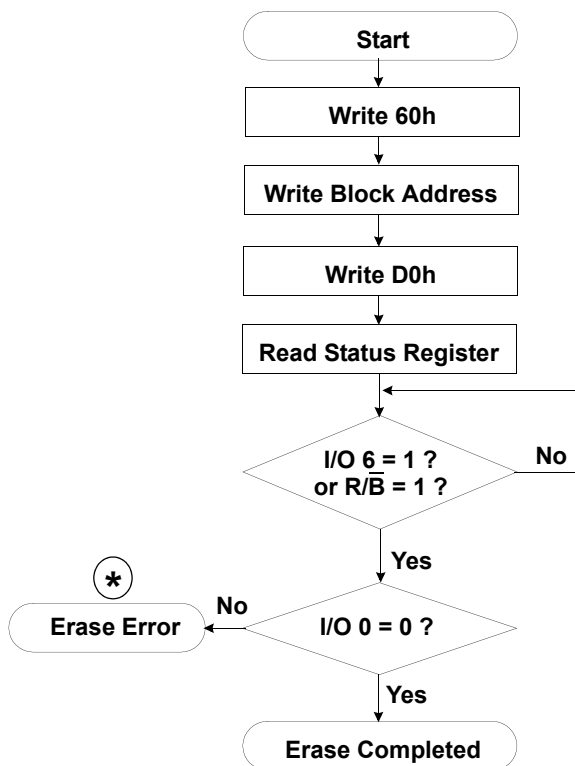 Start
Write 60h
Write Block Address
Write D0h
Read Status Register
I/O 6 = 1 ?
or R/B̅ = 1 ?
No
Yes
*
No
Erase Error
I/O 0 = 0 ?
Yes
Erase Completed